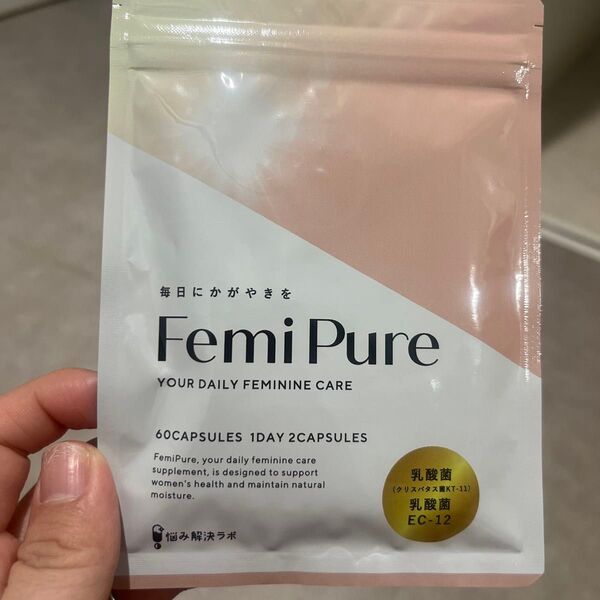 毎日にかがやきを
FemiPure
YOUR DAILY FEMININE CARE
60CAPSULES 1DAY 2CAPSULES
FemiPure, your daily feminine care
supplement, is designed to support
women's health and maintain natural
moisture.
乳酸菌
(クリスパタス菌KT-11)
乳酸菌
EC-12
悩み解決ラボ